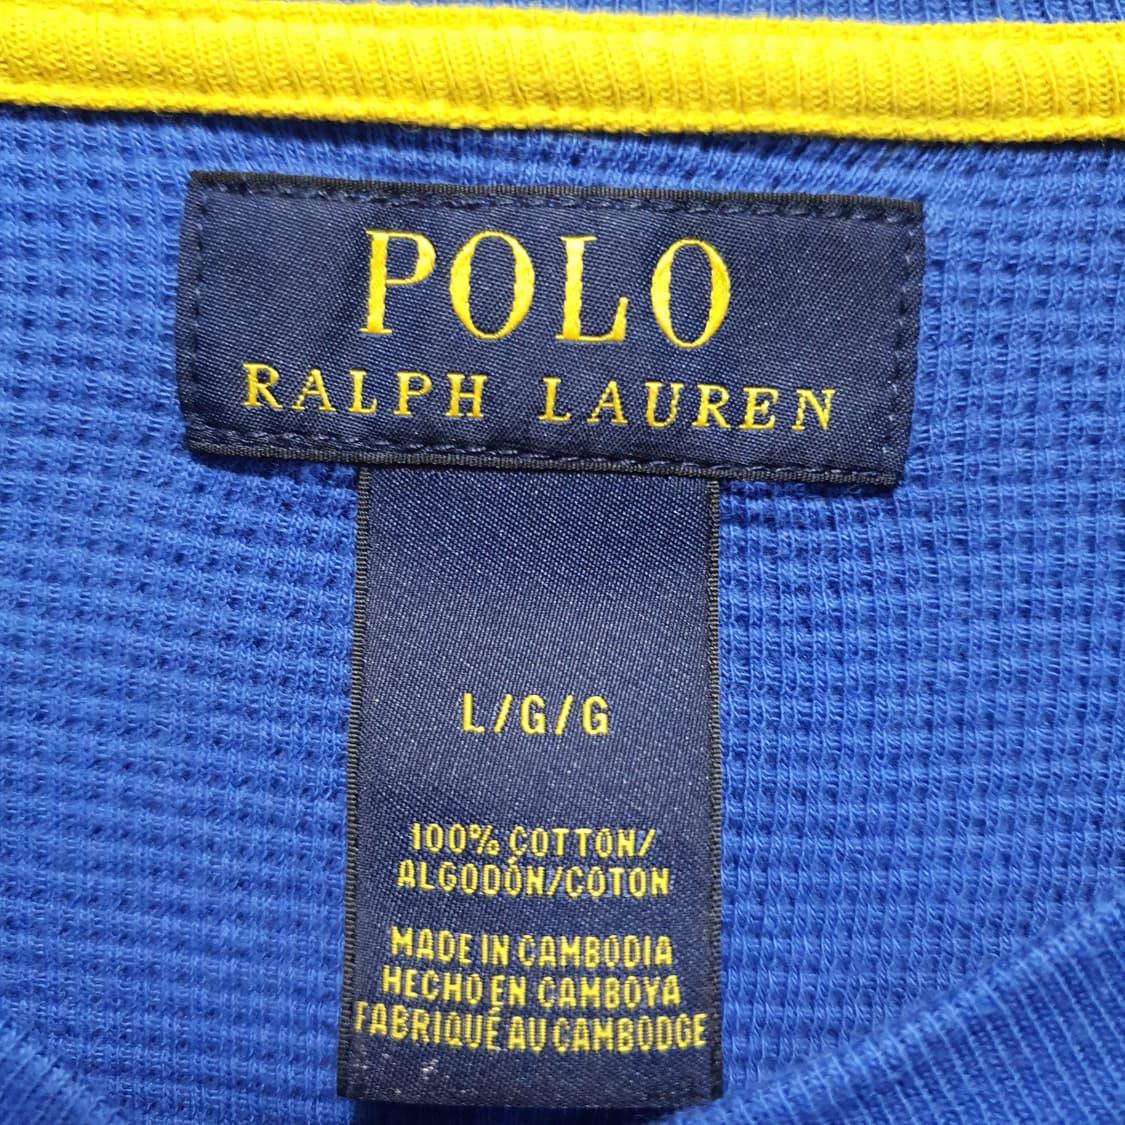 POLO
RALPH LAUREN
L/G/G
100% COTTON/
ALGODÓN/COTON
MADE IN CAMBODIA
HECHO EN CAMBOYA
FABRIQUÉ AU CAMBODGE